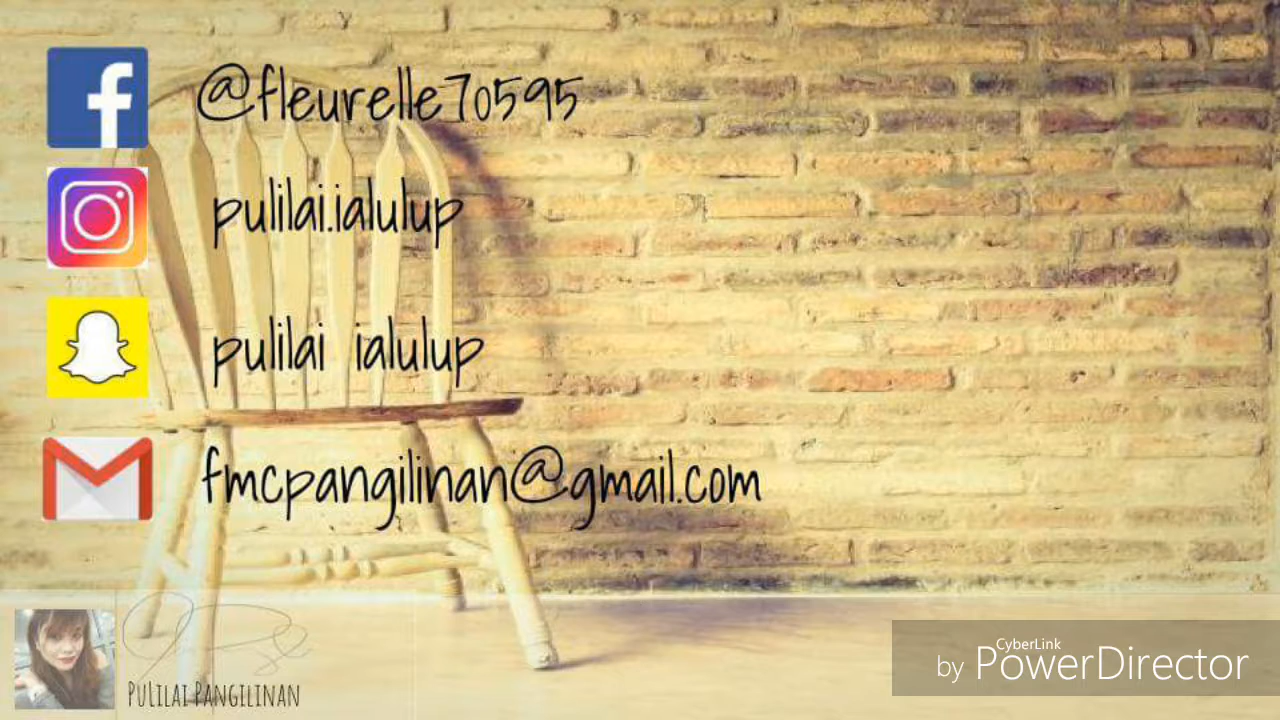 @fleurelle70595
pulilai.ialulup
pulilai ialulup
fmcpangilinan@gmail.com
PULILAI PANGILINAN
CyberLink
by PowerDirector